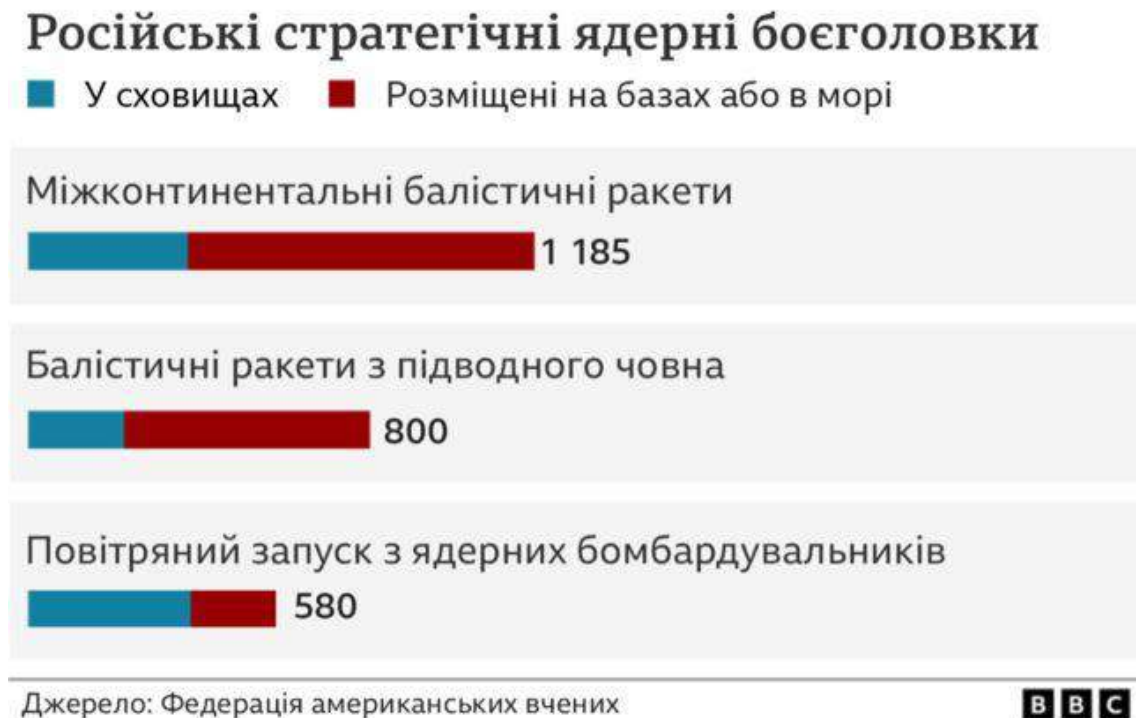 Російські стратегічні ядерні боєголовки
У сховищах Розміщені на базах або в морі
Міжконтинентальні балістичні ракети
1 185
Балістичні ракети з підводного човна
800
Повітряний запуск з ядерних бомбардувальників
580
Джерело: Федерація американських вчених BBC